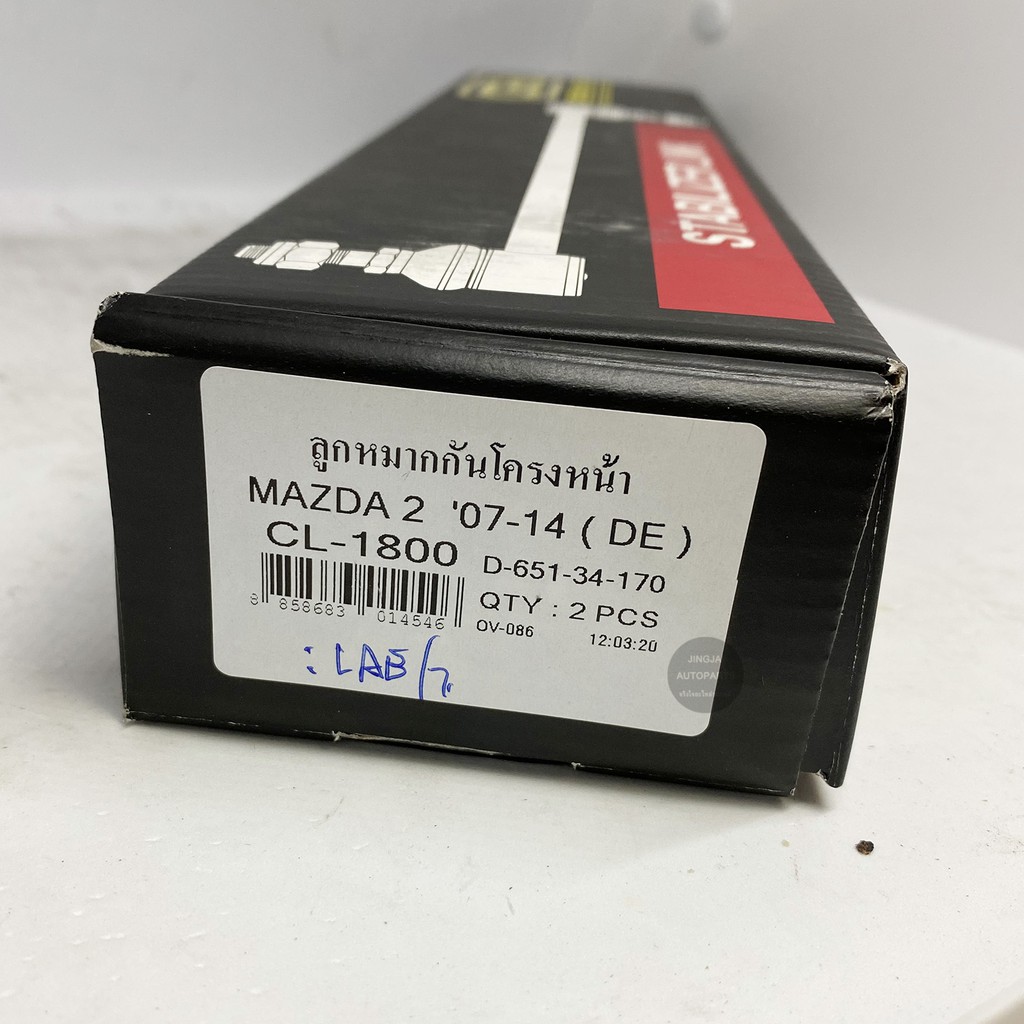 STABILIZER LINK
ลูกหมากกันโครงหน้า
MAZDA 2 '07-14 ( DE )
CL-1800
D-651-34-170
8 858683 014546
QTY : 2 PCS
OV-086 12:03:20
JINGJA
AUTOPA